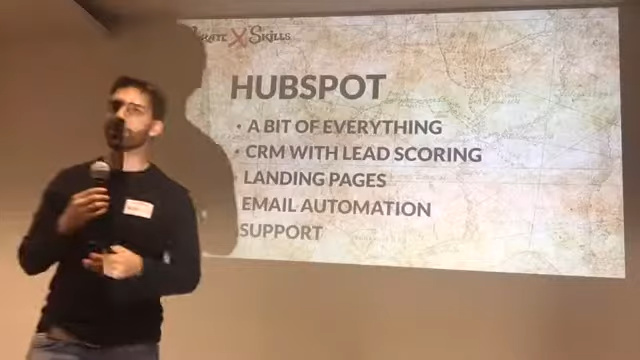 SKILLS
HUBSPOT
• A BIT OF EVERYTHING
• CRM WITH LEAD SCORING
LANDING PAGES
EMAIL AUTOMATION
SUPPORT